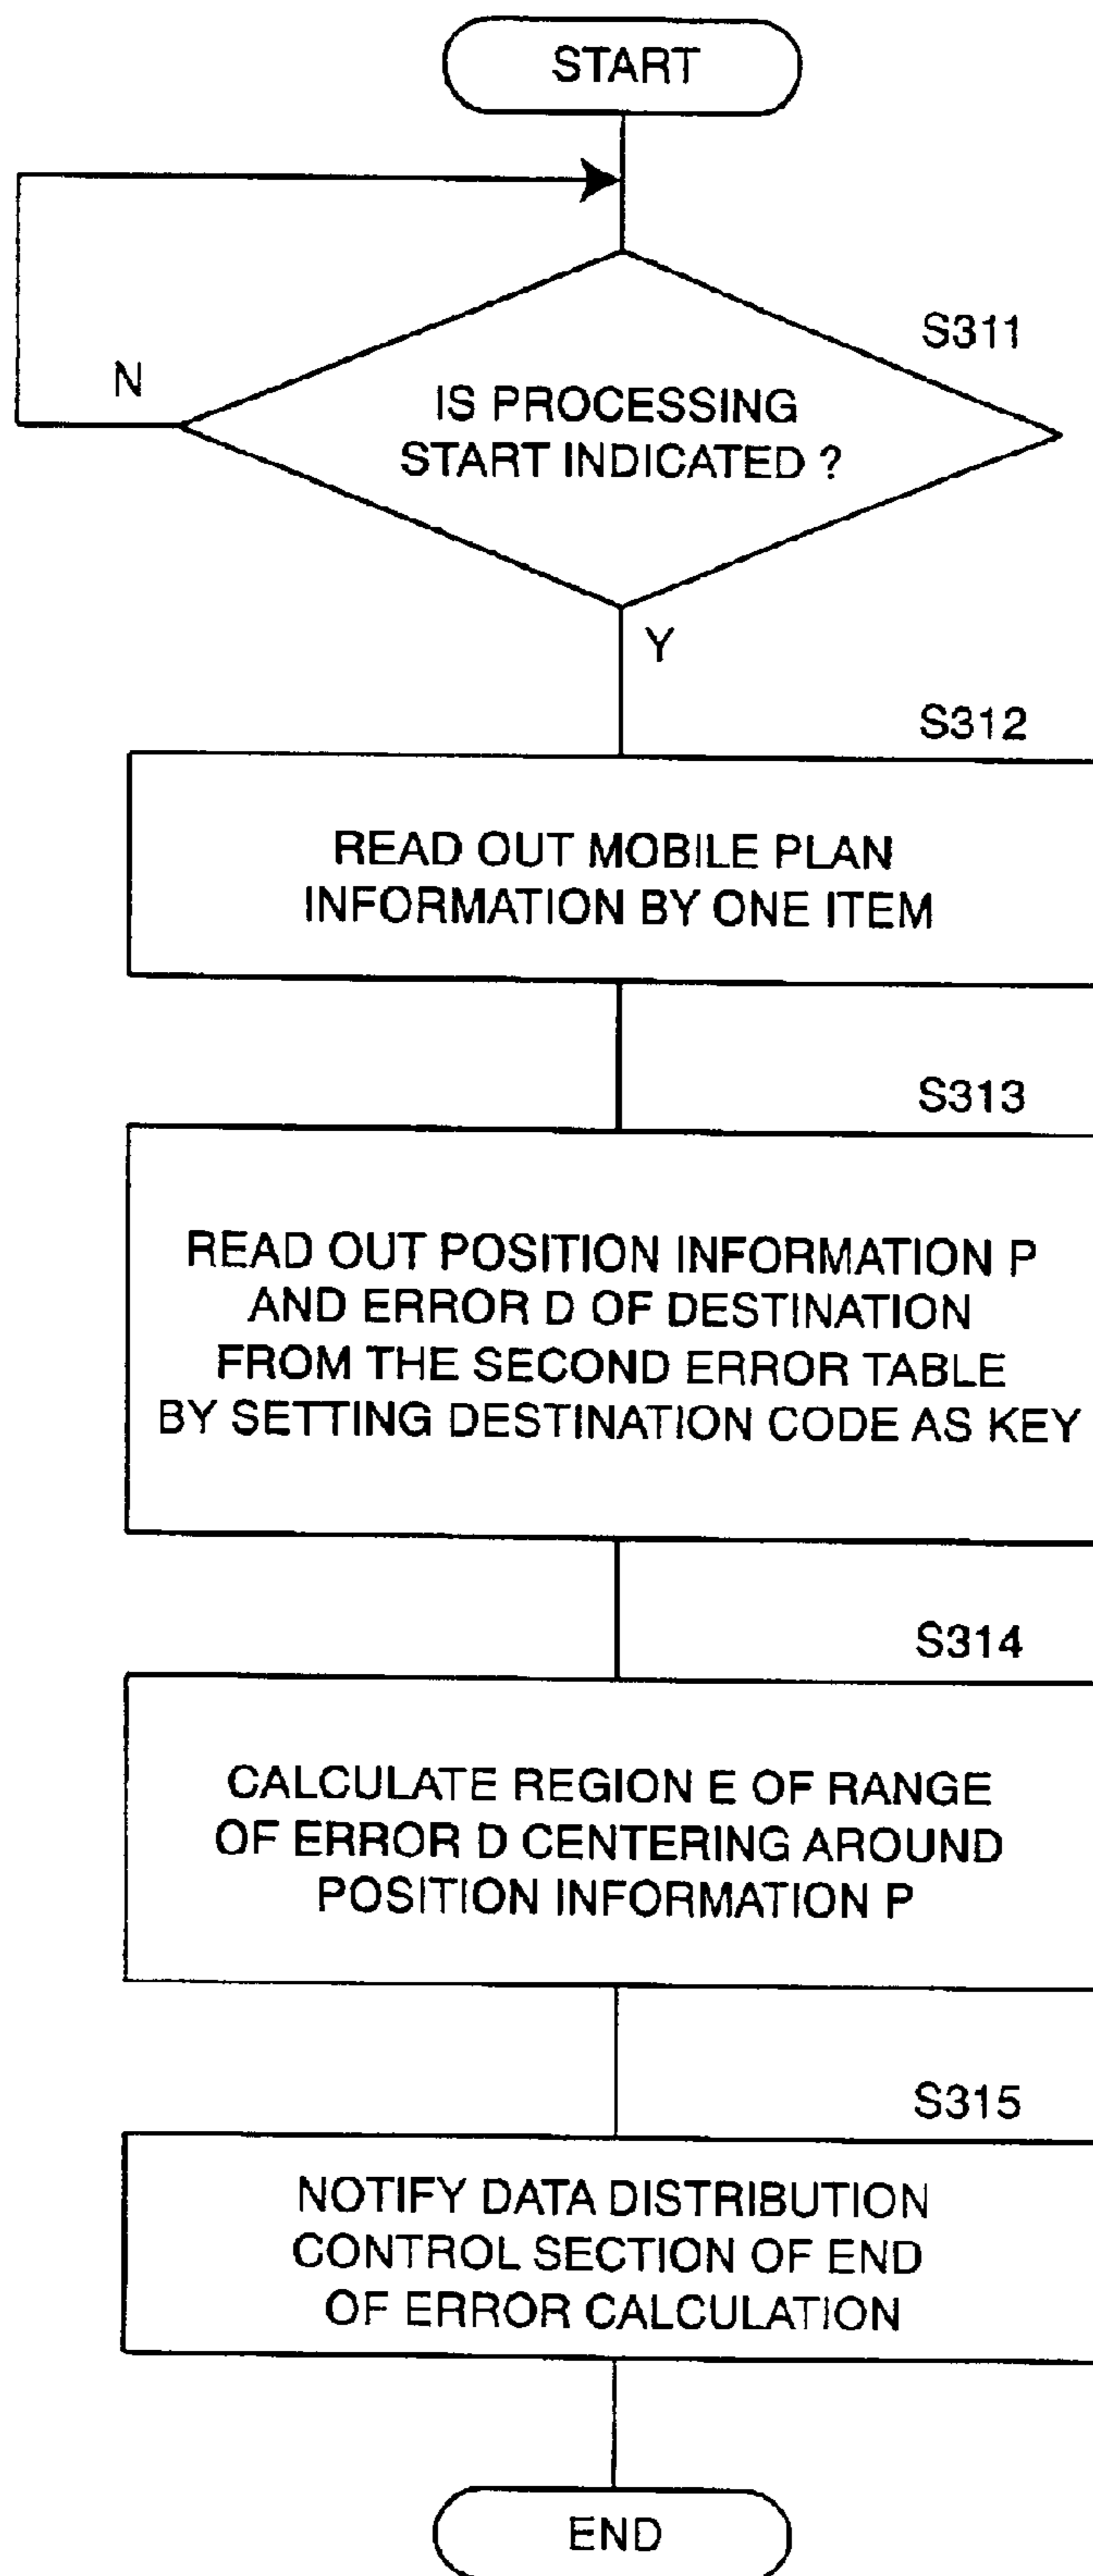 START
S311
N
IS PROCESSING
START INDICATED ?
Y
S312
READ OUT MOBILE PLAN
INFORMATION BY ONE ITEM
S313
READ OUT POSITION INFORMATION P
AND ERROR D OF DESTINATION
FROM THE SECOND ERROR TABLE
BY SETTING DESTINATION CODE AS KEY
S314
CALCULATE REGION E OF RANGE
OF ERROR D CENTERING AROUND
POSITION INFORMATION P
S315
NOTIFY DATA DISTRIBUTION
CONTROL SECTION OF END
OF ERROR CALCULATION
END